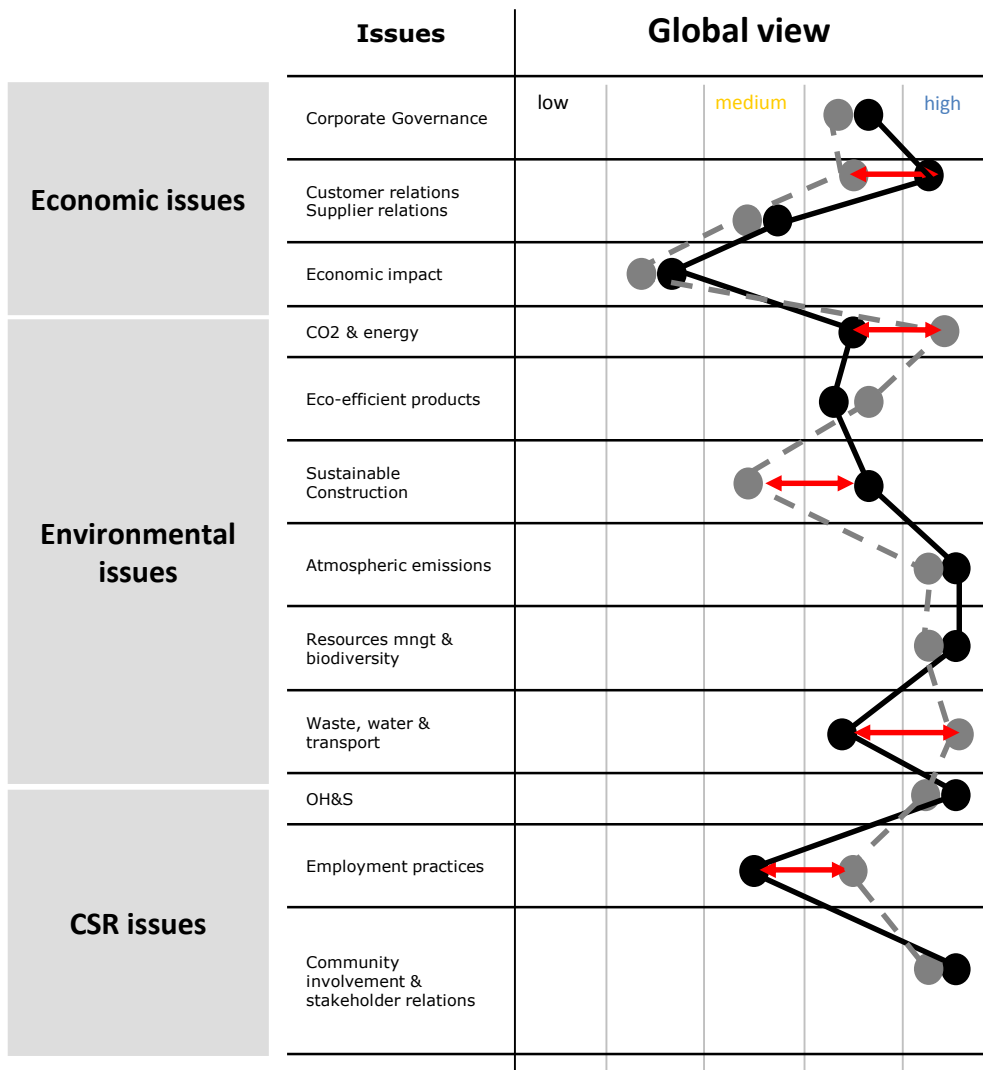 Issues
Global view
low
medium
high
Economic issues
Corporate Governance
Customer relations
Supplier relations
Economic impact
Environmental
issues
CO2 & energy
Eco-efficient products
Sustainable
Construction
Atmospheric emissions
Resources mngt &
biodiversity
Waste, water &
transport
CSR issues
OH&S
Employment practices
Community
involvement &
stakeholder relations